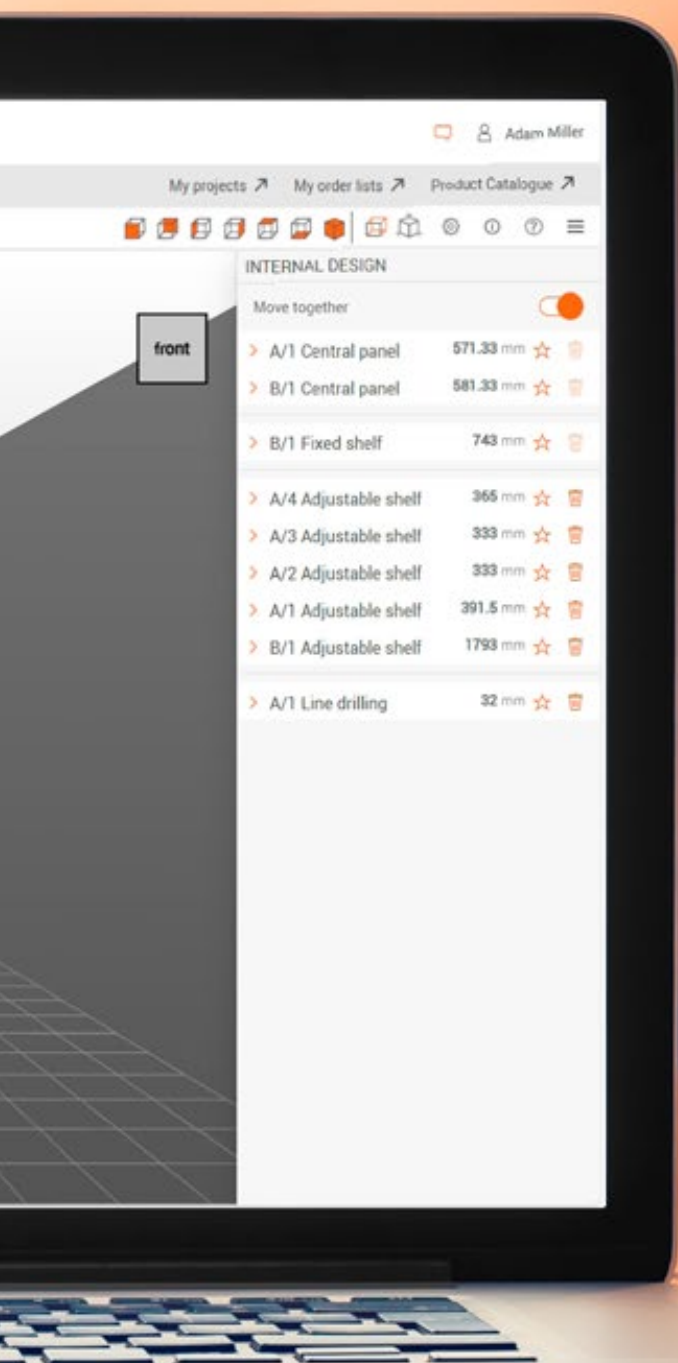 Adam Miller
My projects My order lists Product Catalogue
INTERNAL DESIGN
Move together
front
A/1 Central panel 571.33 mm
B/1 Central panel 581.33 mm
B/1 Fixed shelf 743 mm
A/4 Adjustable shelf 365 mm
A/3 Adjustable shelf 333 mm
A/2 Adjustable shelf 333 mm
A/1 Adjustable shelf 391.5 mm
B/1 Adjustable shelf 1793 mm
A/1 Line drilling 32 mm